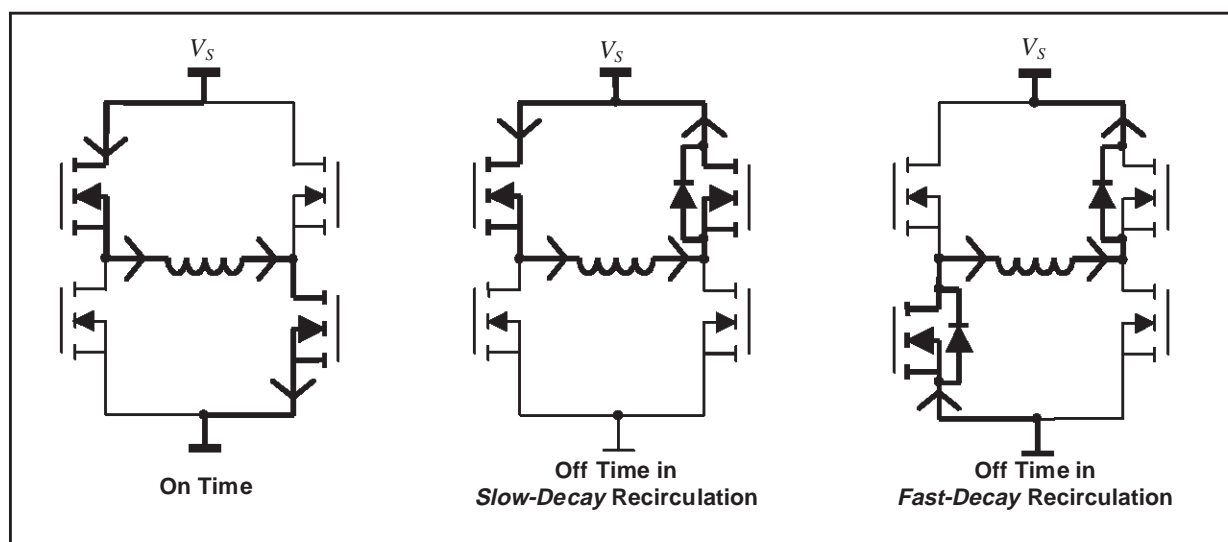 V_S
V_S
V_S
On Time
Off Time in
Slow-Decay Recirculation
Off Time in
Fast-Decay Recirculation